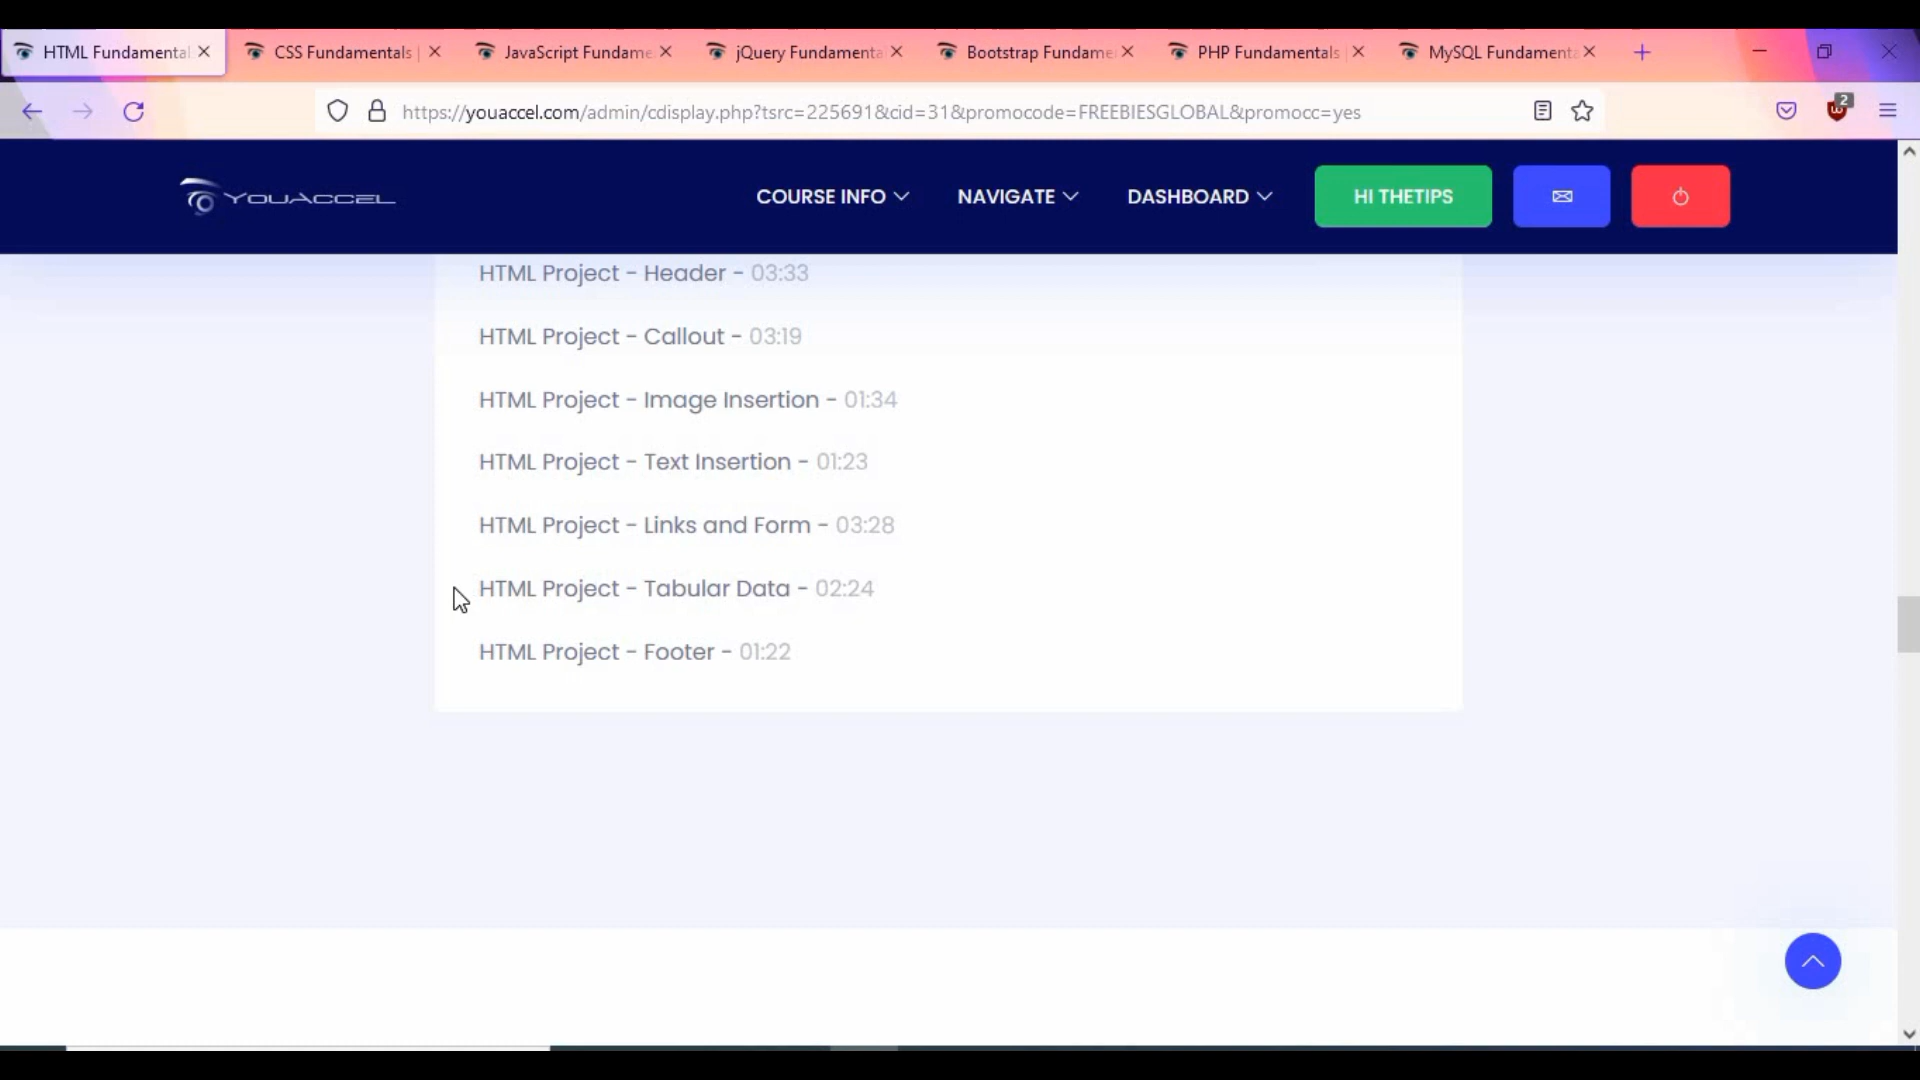 HTML Fundamental
CSS Fundamentals |
JavaScript Fundame
jQuery Fundamenta
Bootstrap Fundame
PHP Fundamentals |
MySQL Fundamenta
https://youaccel.com/admin/cdisplay.php?tsrc=225691&cid=31&promocode=FREEBIESGLOBAL&promocc=yes
2
YOUACCEL
COURSE INFO
NAVIGATE
DASHBOARD
HI THETIPS
HTML Project - Header - 03:33
HTML Project - Callout - 03:19
HTML Project - Image Insertion - 01:34
HTML Project - Text Insertion - 01:23
HTML Project - Links and Form - 03:28
HTML Project - Tabular Data - 02:24
HTML Project - Footer - 01:22